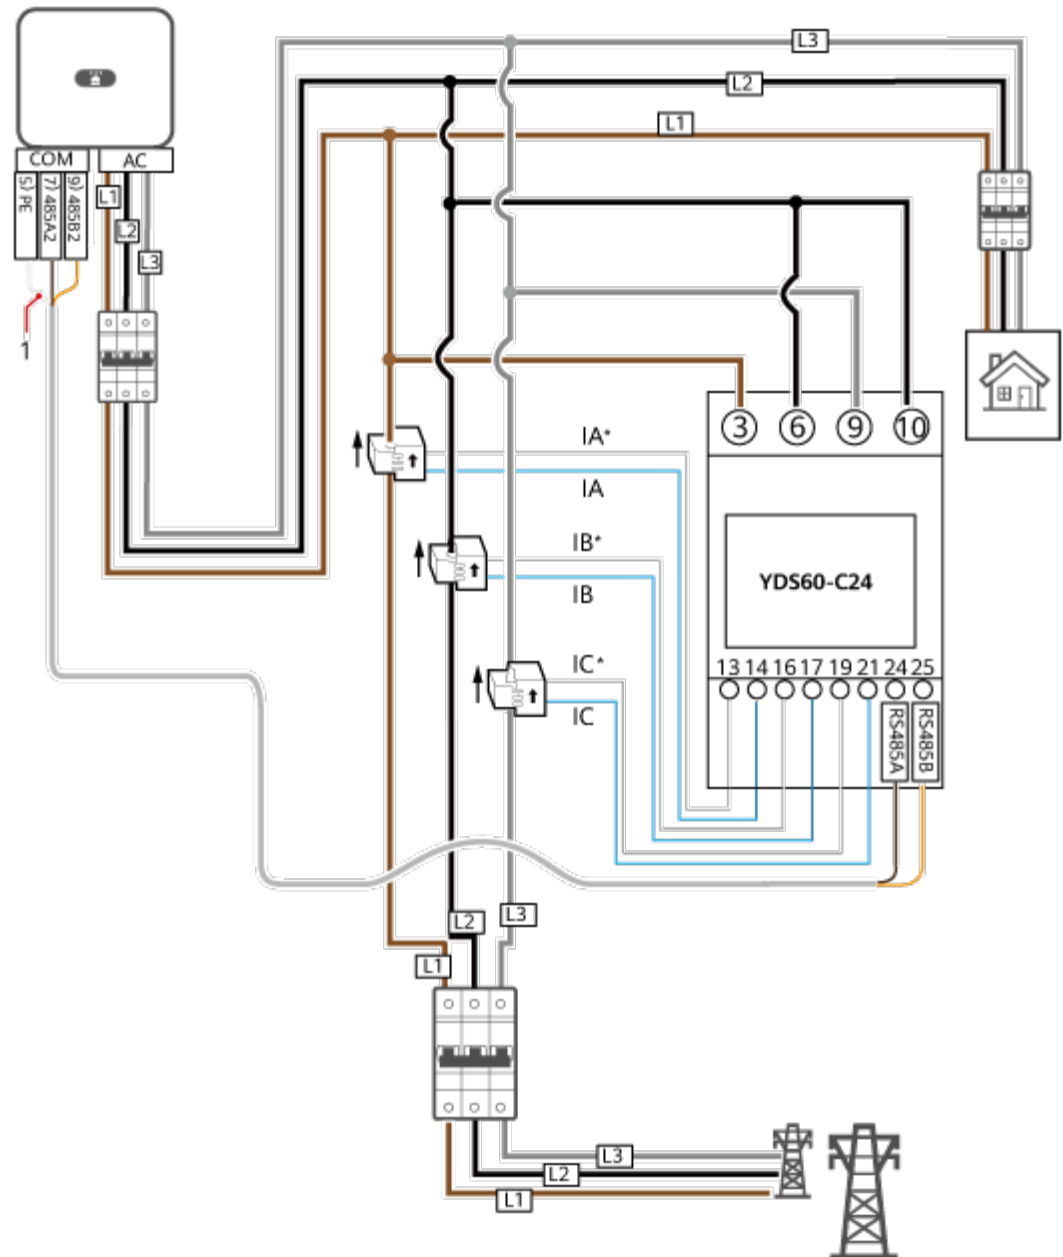 L3
L2
L1
COM
AC
5) PE
7) 485A2
9) 485B2
L1
L2
L3
1
3
6
9
10
IA*
IA
IB*
IB
YDS60-C24
IC*
IC
13 14 16 17 19 21 24 25
RS485A
RS485B
L2
L3
L1
L3
L2
L1